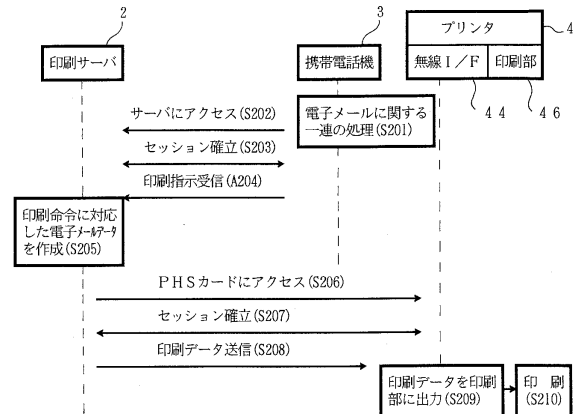 2
3
プリンタ
4
印刷サーバ
携帯電話機
無線I/F
印刷部
44
46
電子メールに関する
一連の処理(S201)
サーバにアクセス(S202)
セッション確立(S203)
印刷指示受信(A204)
印刷命令に対応
した電子メールデータ
を作成(S205)
PHSカードにアクセス(S206)
セッション確立(S207)
印刷データ送信(S208)
印刷データを印刷
部に出力(S209)
印 刷
(S210)